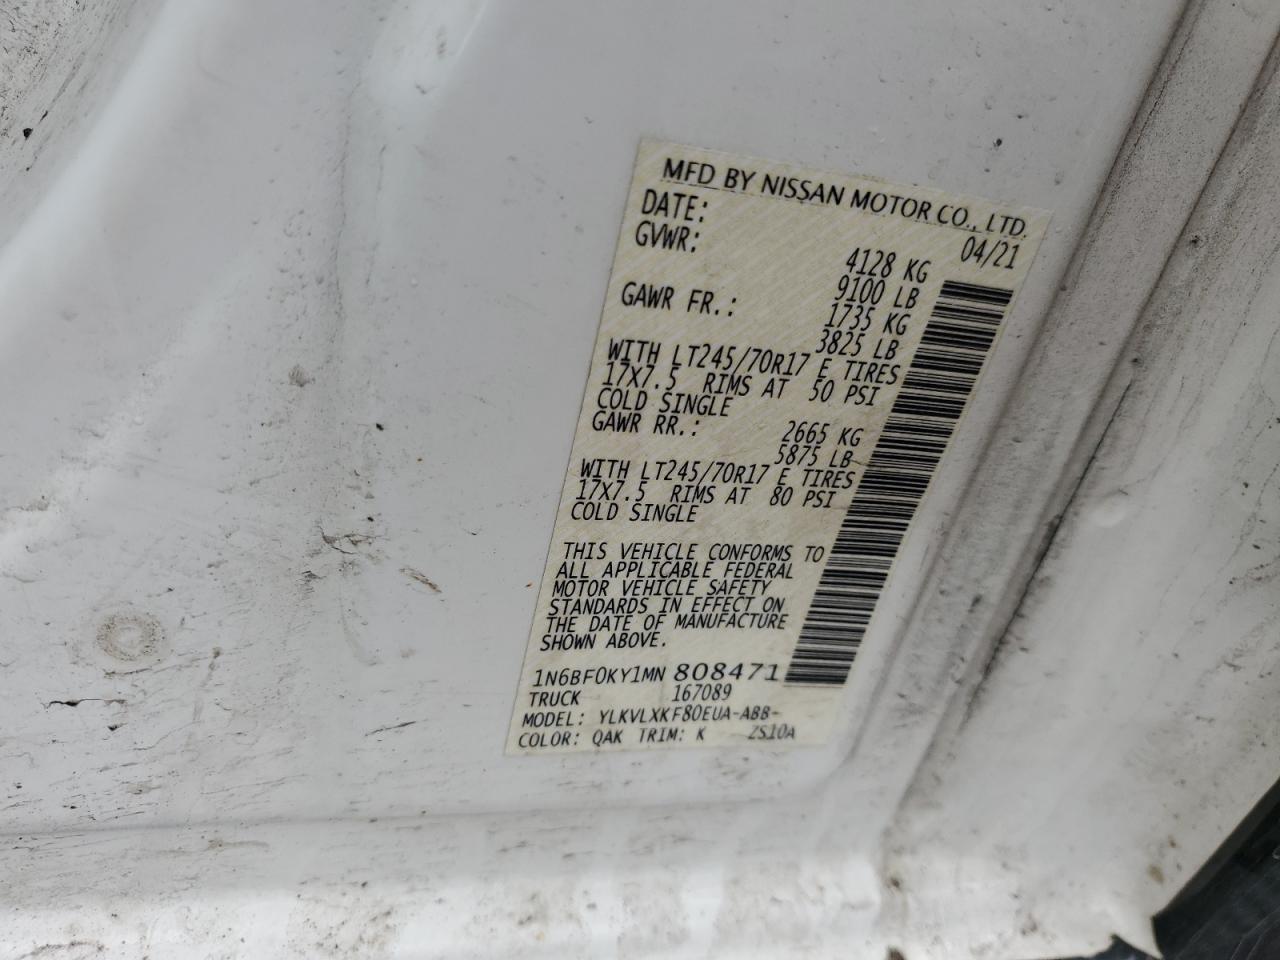 MFD BY NISSAN MOTOR CO., LTD.
DATE: 04/21
GVWR: 4128 KG
9100 LB
GAWR FR.: 1735 KG
3825 LB
WITH LT245/70R17 E TIRES
17X7.5 RIMS AT 50 PSI
COLD SINGLE
GAWR RR.: 2665 KG
5875 LB
WITH LT245/70R17 E TIRES
17X7.5 RIMS AT 80 PSI
COLD SINGLE
THIS VEHICLE CONFORMS TO
ALL APPLICABLE FEDERAL
MOTOR VEHICLE SAFETY
STANDARDS IN EFFECT ON
THE DATE OF MANUFACTURE
SHOWN ABOVE.
1N6BF0KY1MN 808471
TRUCK 167089
MODEL: YLKVLXKF80EUA-ABB-
COLOR: QAK TRIM: K ZS10A